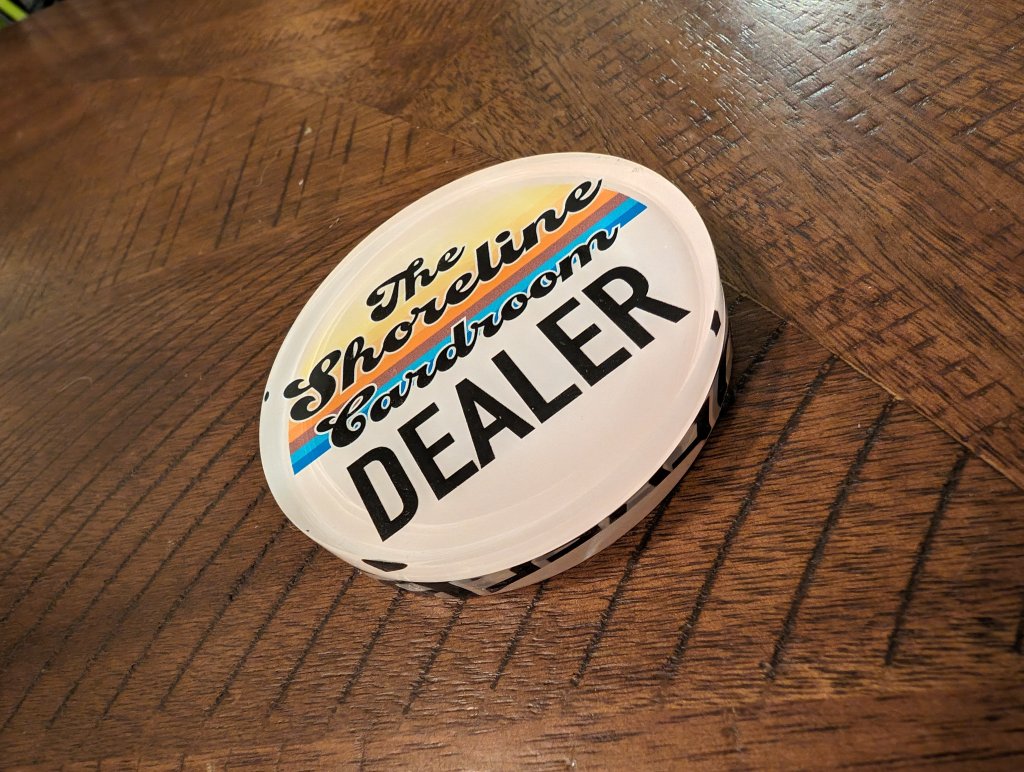 The
Shoreline
Cardroom
DEALER